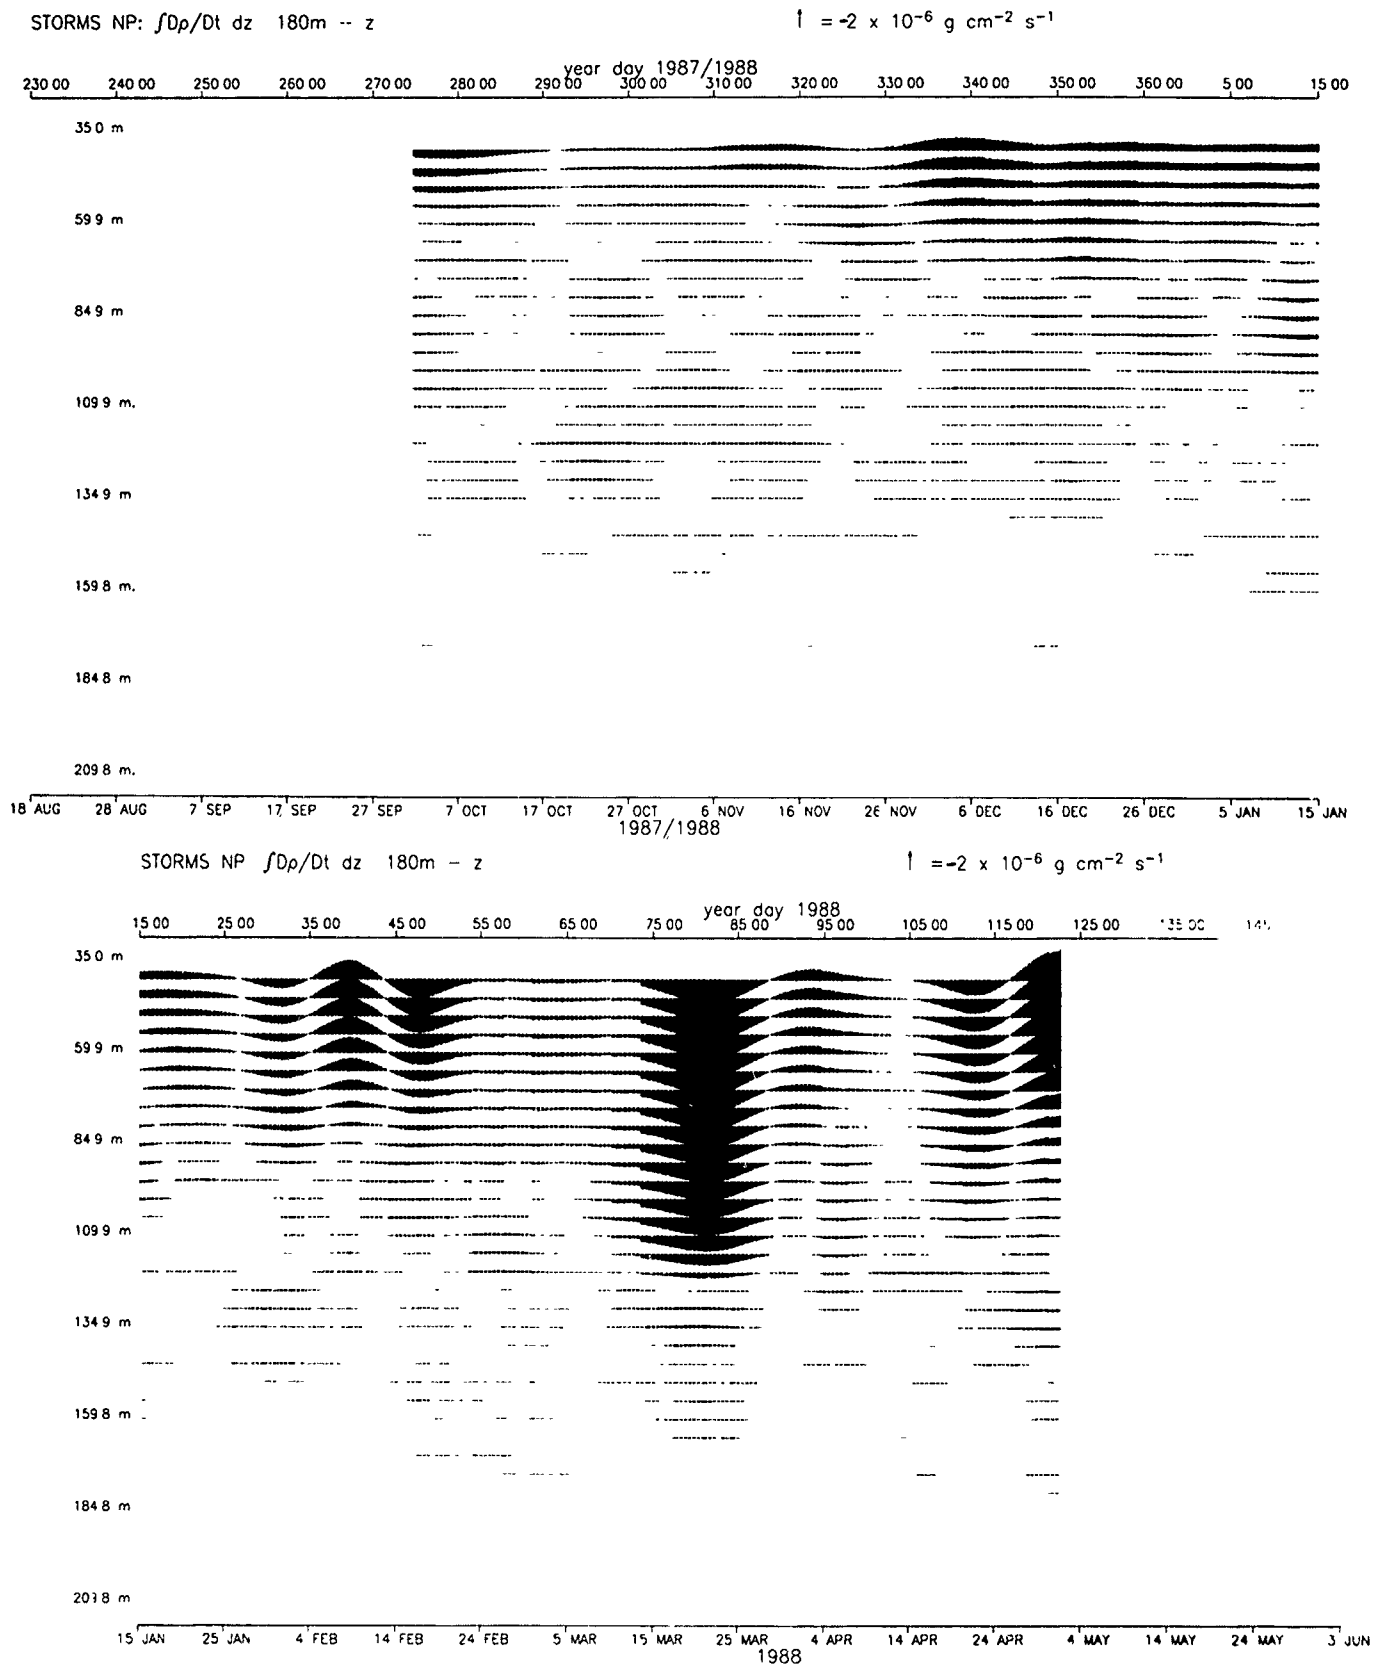 STORMS NP: ∫Dρ/Dt dz 180m -- z
↑ = -2 x 10⁻⁶ g cm⁻² s⁻¹
year day 1987/1988
230 00 240 00 250 00 260 00 270 00 280 00 290 00 300 00 310 00 320 00 330 00 340 00 350 00 360 00 5 00 15 00
35 0 m
59 9 m
84 9 m
109 9 m.
134 9 m
159 8 m.
184 8 m
209 8 m.
18 AUG 28 AUG 7 SEP 17 SEP 27 SEP 7 OCT 17 OCT 27 OCT 6 NOV 16 NOV 26 NOV 6 DEC 16 DEC 26 DEC 5 JAN 15 JAN
1987/1988
STORMS NP ∫Dρ/Dt dz 180m – z
↑ = -2 x 10⁻⁶ g cm⁻² s⁻¹
year day 1988
15 00 25 00 35 00 45 00 55 00 65 00 75 00 85 00 95 00 105 00 115 00 125 00 135 00
35 0 m
59 9 m
84 9 m
109 9 m
134 9 m
159 8 m
184 8 m
15 JAN 25 JAN 4 FEB 14 FEB 24 FEB 5 MAR 15 MAR 25 MAR 4 APR 14 APR 24 APR 4 MAY 14 MAY 24 MAY 3 JUN
1988